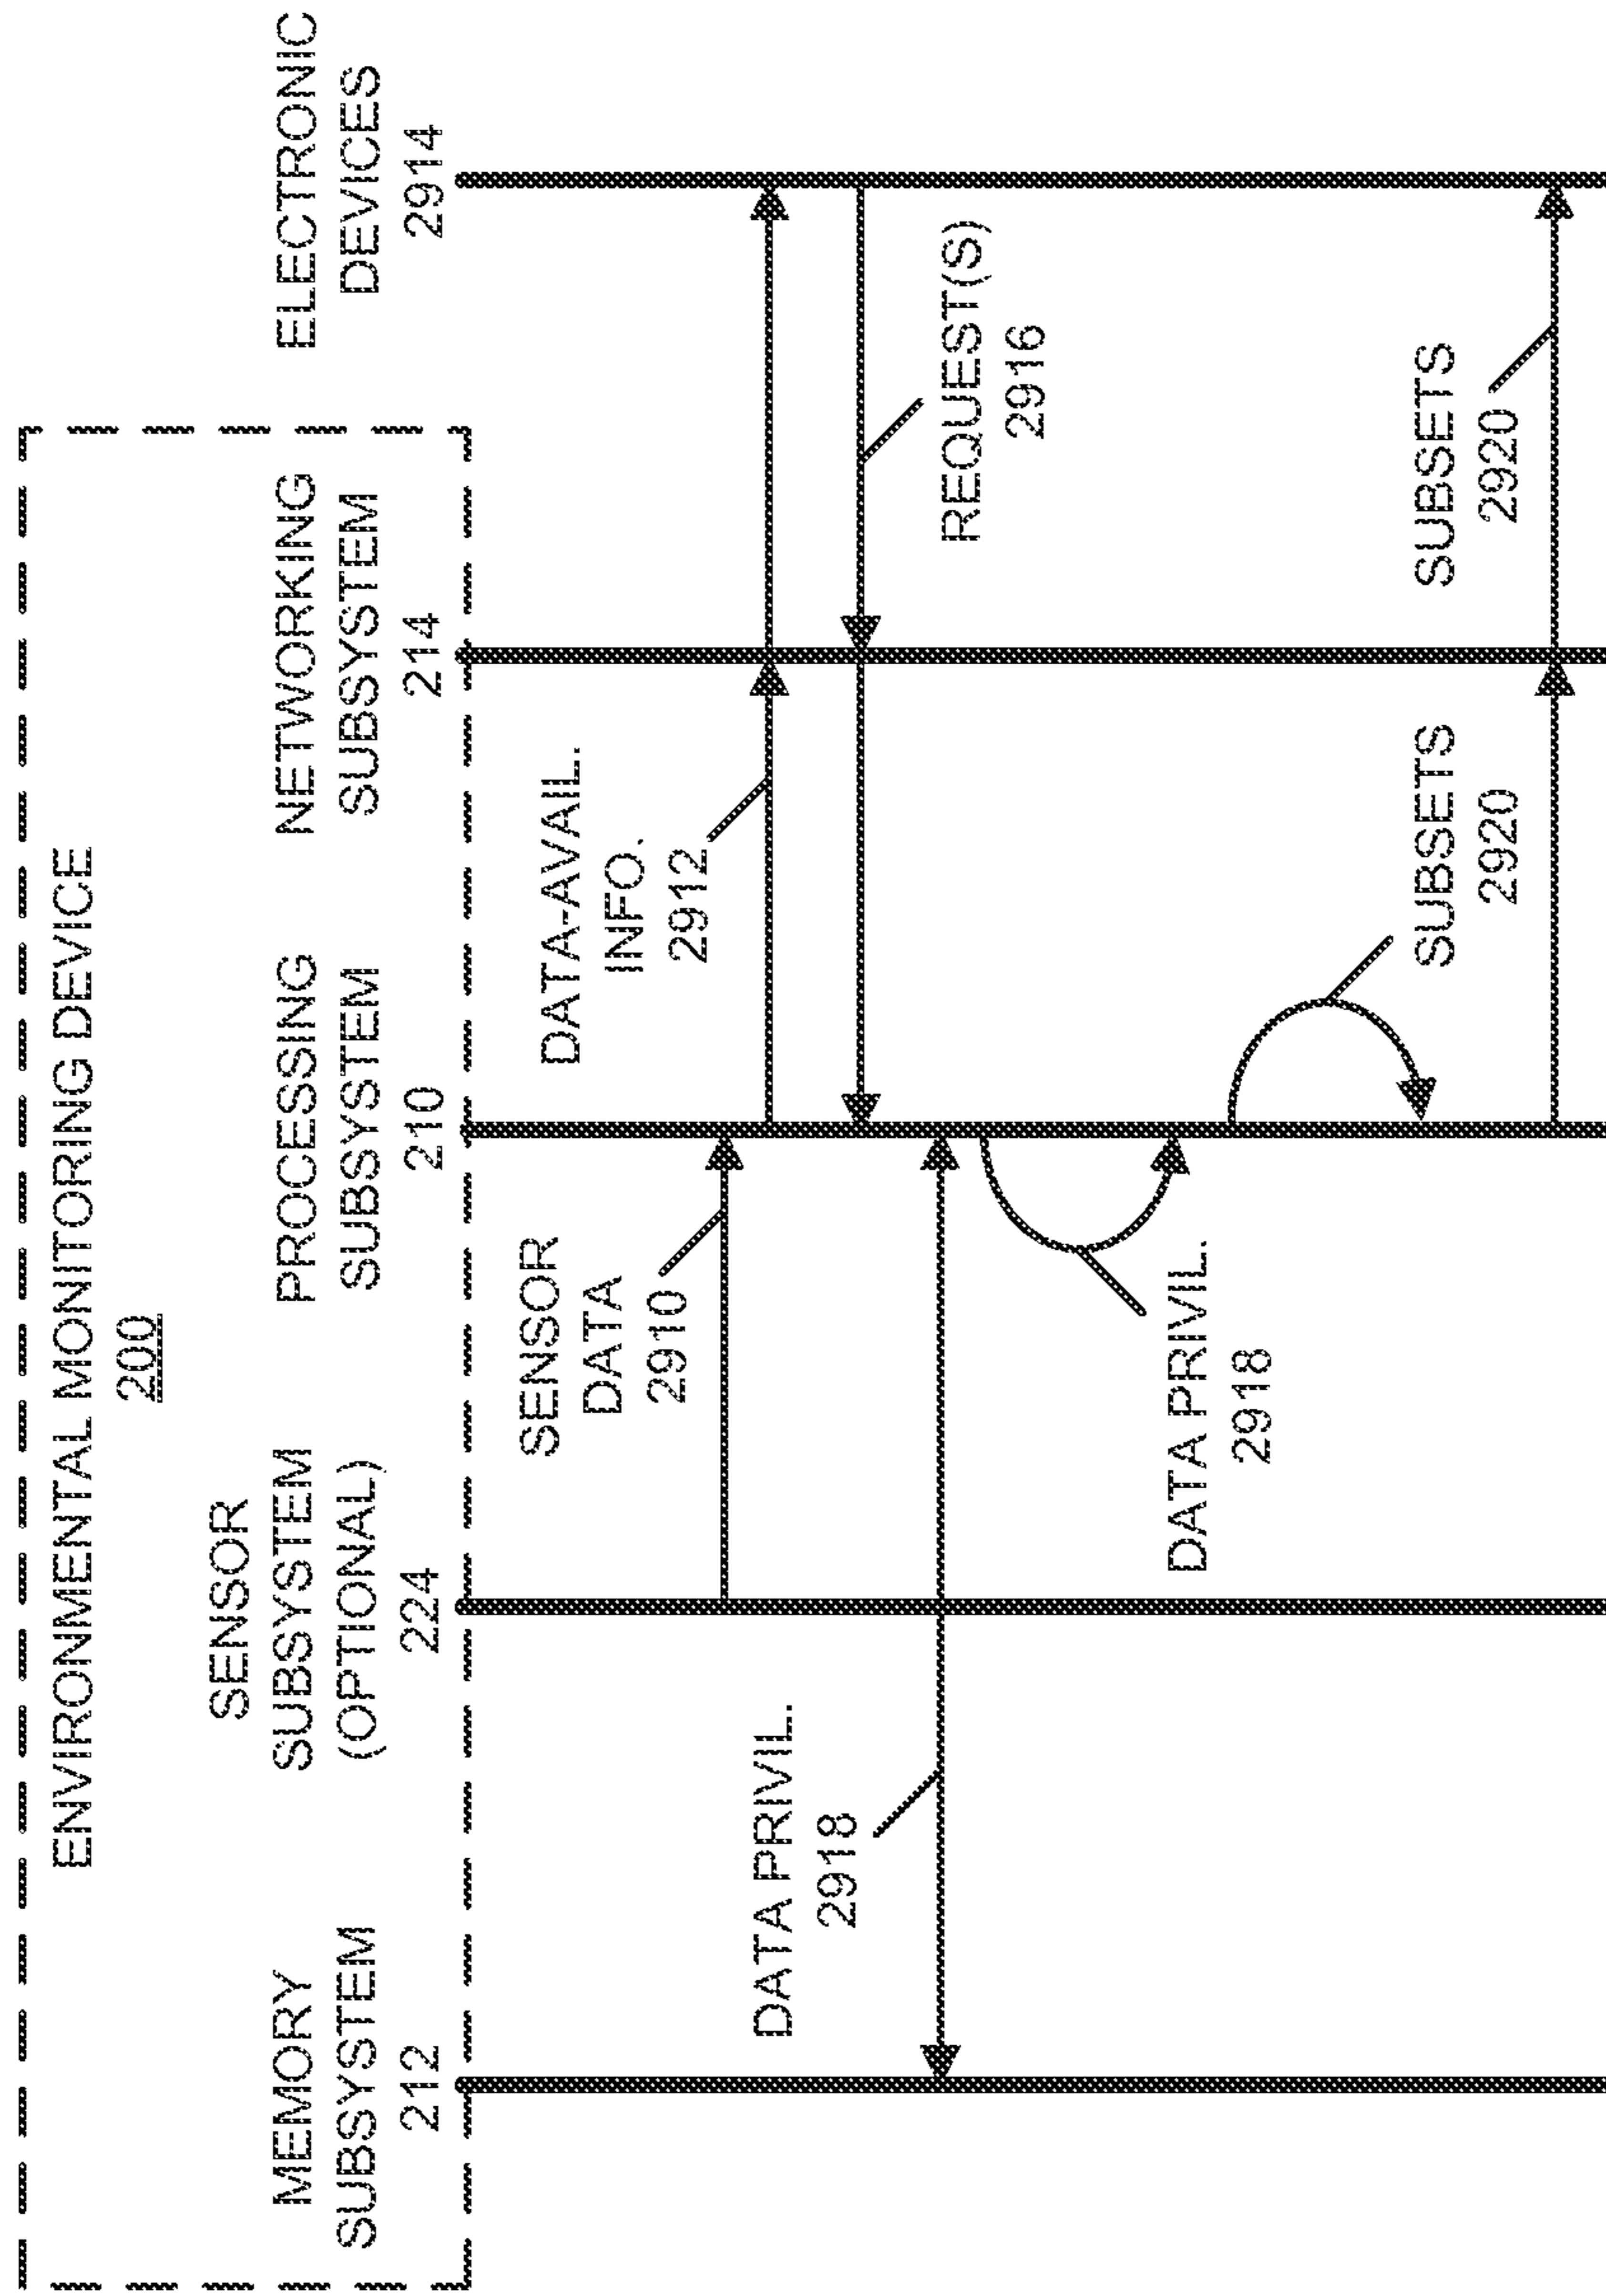 ENVIRONMENTAL MONITORING DEVICE
200
MEMORY
SUBSYSTEM
212
SENSOR
SUBSYSTEM
(OPTIONAL)
224
PROCESSING
SUBSYSTEM
210
NETWORKING
SUBSYSTEM
214
ELECTRONIC
DEVICES
2914
SENSOR
DATA
2910
DATA-AVAIL.
INFO.
2912
REQUEST(S)
2916
DATA PRIVIL.
2918
DATA PRIVIL.
2918
SUBSETS
2920
SUBSETS
2920